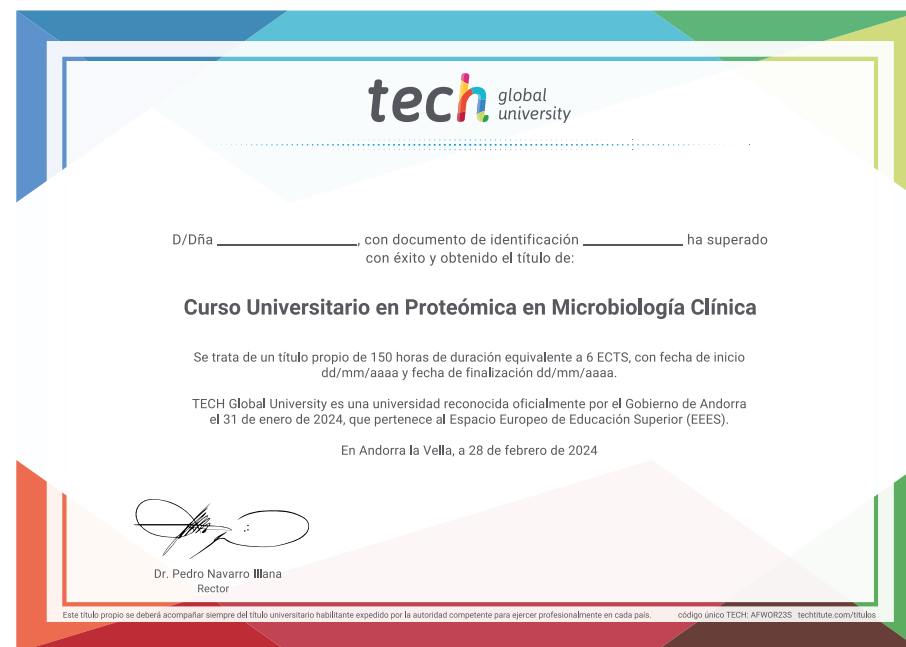 tech global university
D/Dña ____________________, con documento de identificación ______________ ha superado
con éxito y obtenido el título de:
Curso Universitario en Proteómica en Microbiología Clínica
Se trata de un título propio de 150 horas de duración equivalente a 6 ECTS, con fecha de inicio
dd/mm/aaaa y fecha de finalización dd/mm/aaaa.
TECH Global University es una universidad reconocida oficialmente por el Gobierno de Andorra
el 31 de enero de 2024, que pertenece al Espacio Europeo de Educación Superior (EEES).
En Andorra la Vella, a 28 de febrero de 2024
Dr. Pedro Navarro Illana
Rector
Este título propio se deberá acompañar siempre del título universitario habilitante expedido por la autoridad competente para ejercer profesionalmente en cada país. código único TECH: AFWOR23S techtitute.com/titulos